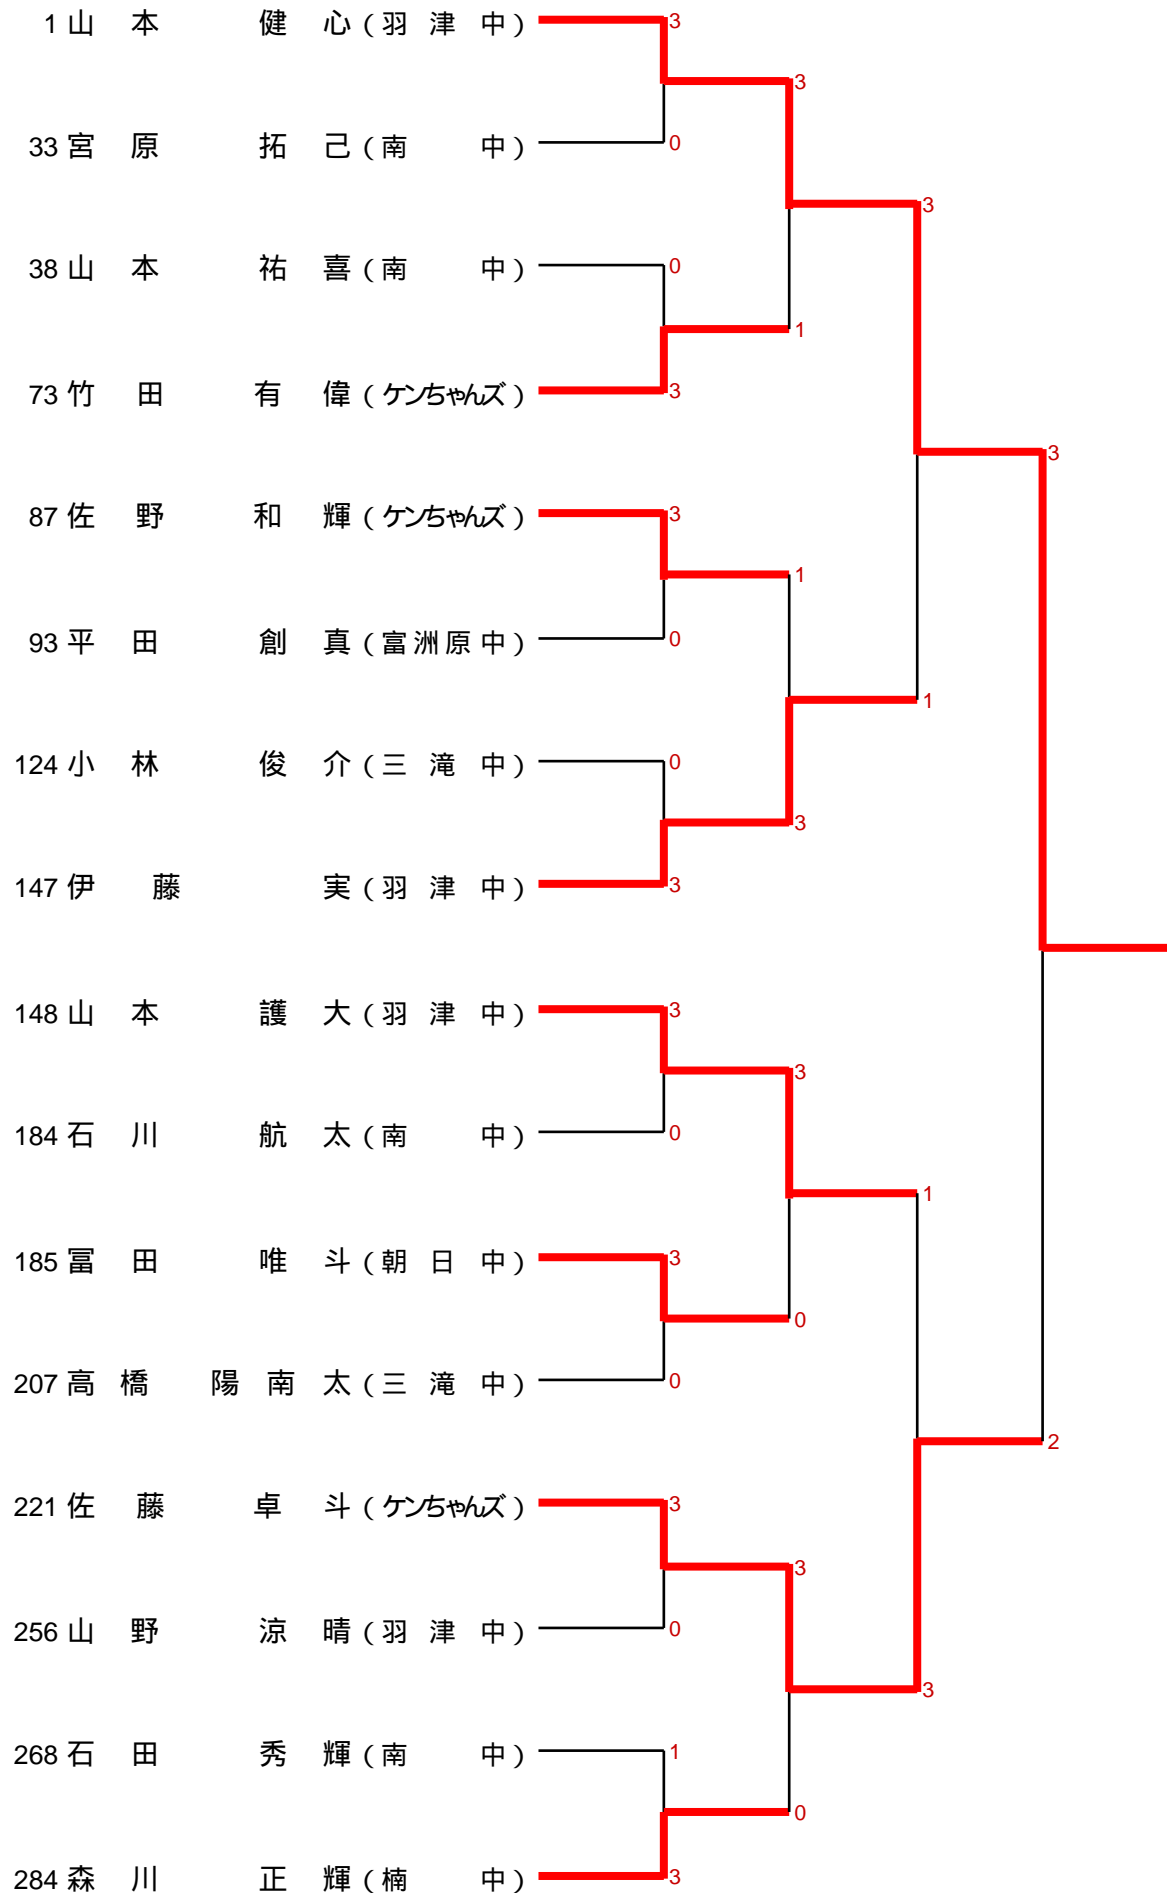 1 山本 健心 (羽津中) 3
3
33 宮原 拓己 (南中) 0
3
38 山本 祐喜 (南中) 0
1
73 竹田 有偉 (ケンちゃんズ) 3
3
87 佐野 和輝 (ケンちゃんズ) 3
1
93 平田 創真 (富洲原中) 0
1
124 小林 俊介 (三滝中) 0
3
147 伊藤 実 (羽津中) 3
148 山本 護大 (羽津中) 3
3
184 石川 航太 (南中) 0
1
185 冨田 唯斗 (朝日中) 3
0
207 高橋 陽南太 (三滝中) 0
2
221 佐藤 卓斗 (ケンちゃんズ) 3
3
256 山野 涼晴 (羽津中) 0
3
268 石田 秀輝 (南中) 1
0
284 森川 正輝 (楠中) 3